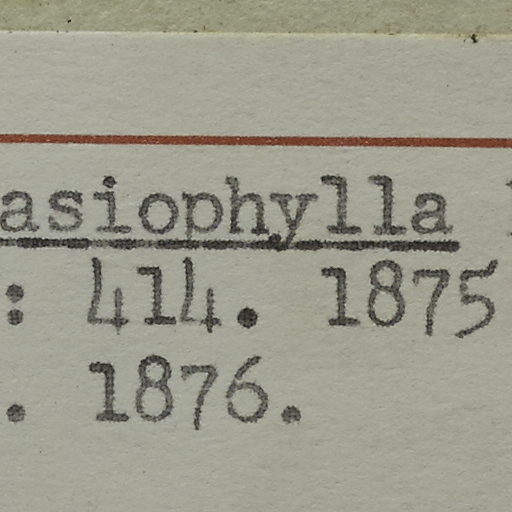 asiophylla
: 414. 1875
. 1876.